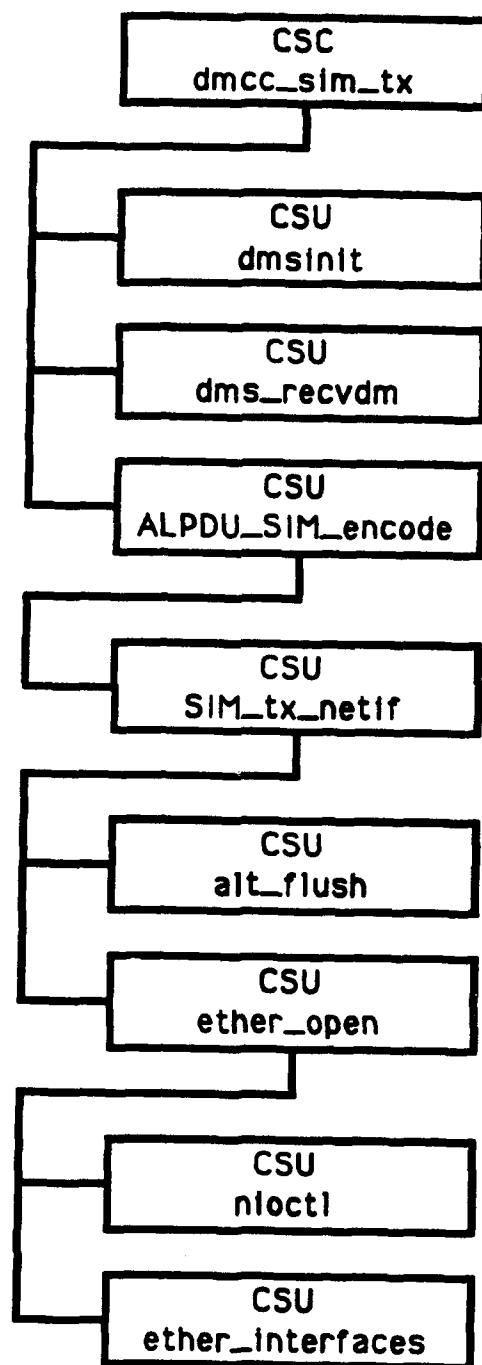 CSC
dmcc_sim_tx
CSU
dmsinit
CSU
dms_recvdm
CSU
ALPDU_SIM_encode
CSU
SIM_tx_netif
CSU
alt_flush
CSU
ether_open
CSU
nioctl
CSU
ether_interfaces